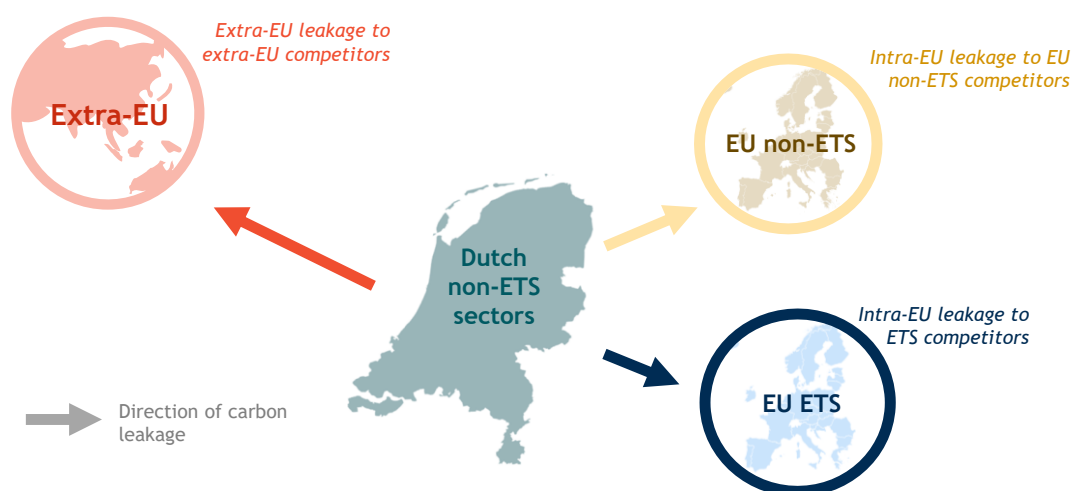 Extra-EU leakage to
extra-EU competitors
Extra-EU
Intra-EU leakage to EU
non-ETS competitors
EU non-ETS
Dutch
non-ETS
sectors
Intra-EU leakage to
ETS competitors
EU ETS
Direction of carbon
leakage